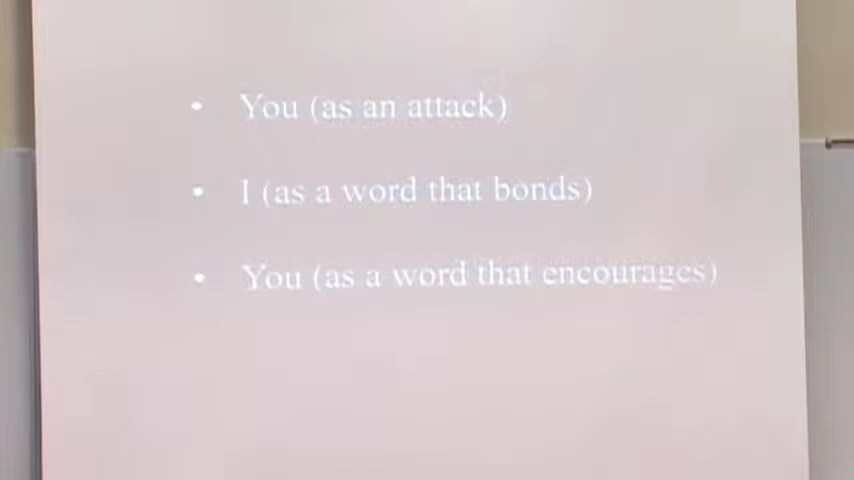 • You (as an attack)
• I (as a word that bonds)
• You (as a word that encourages)